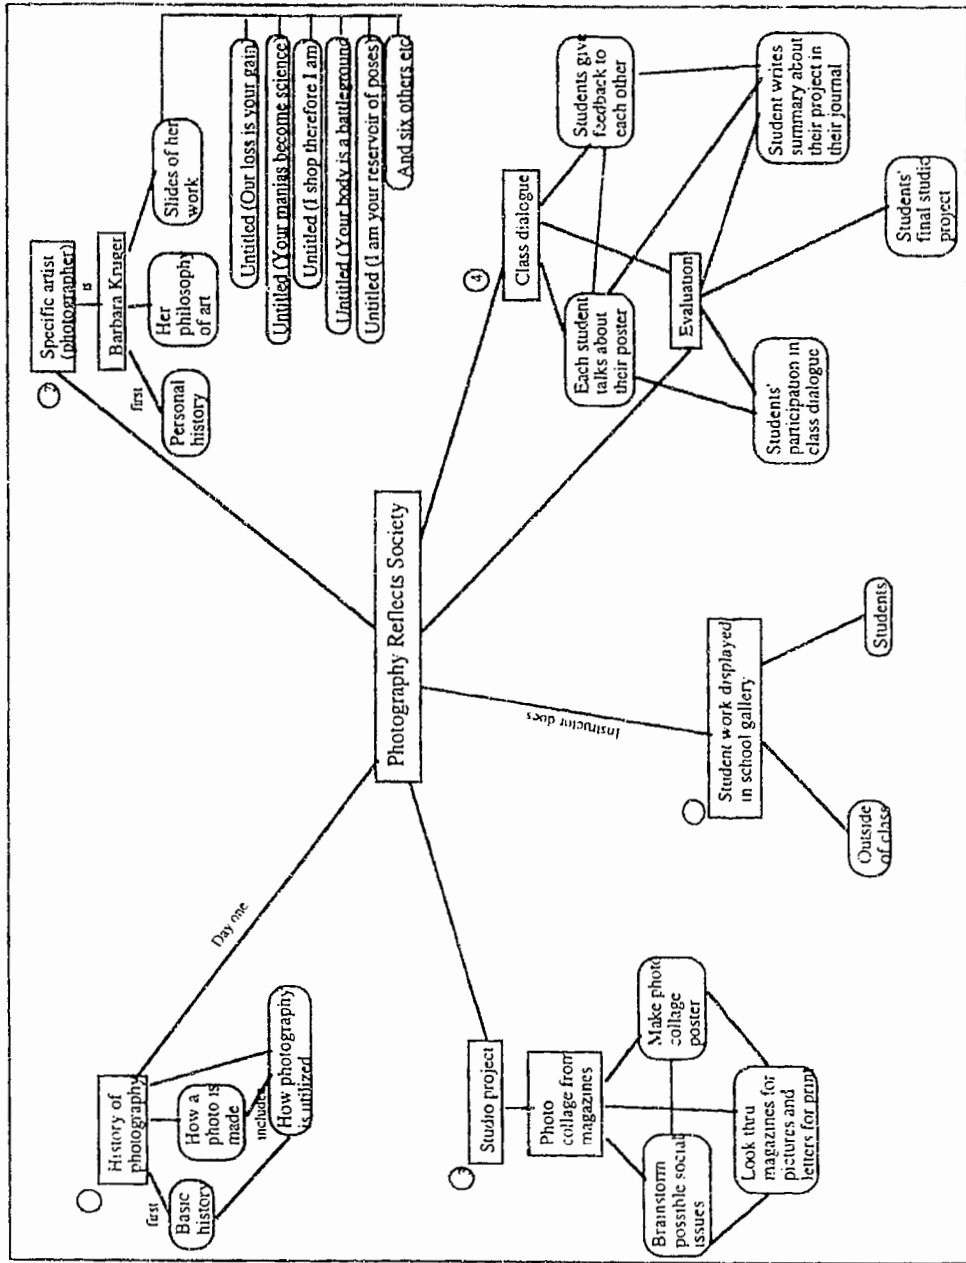 History of
photography
first
Basic
history
How a
photo is
made
includes
How photography
is utilized
Day one
Specific artist
(photographer)
is
Barbara Kruger
first
Personal
history
Her
philosophy
of art
Slides of her
work
Untitled (Our loss is your gain
Untitled (Your manias become science
Untitled (I shop therefore I am
Untitled (Your body is a battleground
Untitled (I am your reservoir of poses)
And six others etc
Photography Reflects Society
3
Studio project
Photo
collage from
magazines
Brainstorm
possible social
issues
Make photo
collage
poster
Look thru
magazines for
pictures and
letters for print
Instructor does
Student work displayed
in school gallery
Outside
of class
Students
4
Class dialogue
Each student
talks about
their poster
Students give
feedback to
each other
Evaluation
Students'
participation in
class dialogue
Students'
final studio
project
Student writes
summary about
their project in
their journal